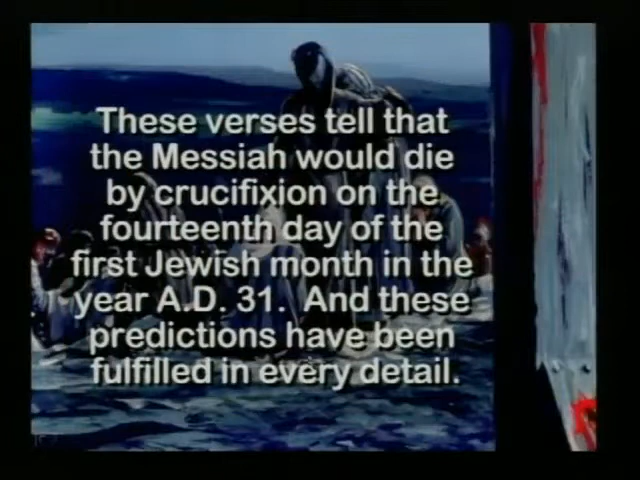 These verses tell that
the Messiah would die
by crucifixion on the
fourteenth day of the
first Jewish month in the
year A.D. 31. And these
predictions have been
fulfilled in every detail.